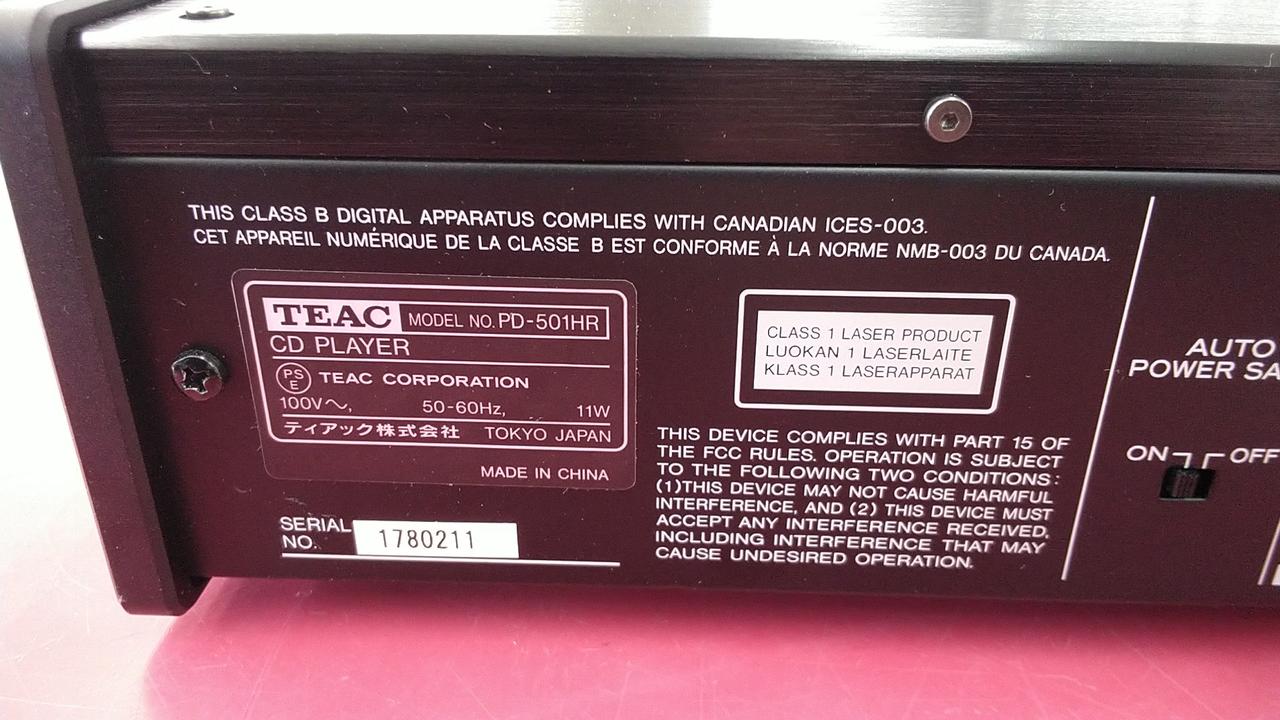 THIS CLASS B DIGITAL APPARATUS COMPLIES WITH CANADIAN ICES-003.
CET APPAREIL NUMÉRIQUE DE LA CLASSE B EST CONFORME À LA NORME NMB-003 DU CANADA.
TEAC MODEL NO. PD-501HR
CD PLAYER
PS E TEAC CORPORATION
100V～, 50-60Hz, 11W
ティアック株式会社 TOKYO JAPAN
MADE IN CHINA
SERIAL
NO. 1780211
CLASS 1 LASER PRODUCT
LUOKAN 1 LASERLAITE
KLASS 1 LASERAPPARAT
THIS DEVICE COMPLIES WITH PART 15 OF
THE FCC RULES. OPERATION IS SUBJECT
TO THE FOLLOWING TWO CONDITIONS:
(1)THIS DEVICE MAY NOT CAUSE HARMFUL
INTERFERENCE, AND (2) THIS DEVICE MUST
ACCEPT ANY INTERFERENCE RECEIVED,
INCLUDING INTERFERENCE THAT MAY
CAUSE UNDESIRED OPERATION.
AUTO
POWER SA
ON OFF